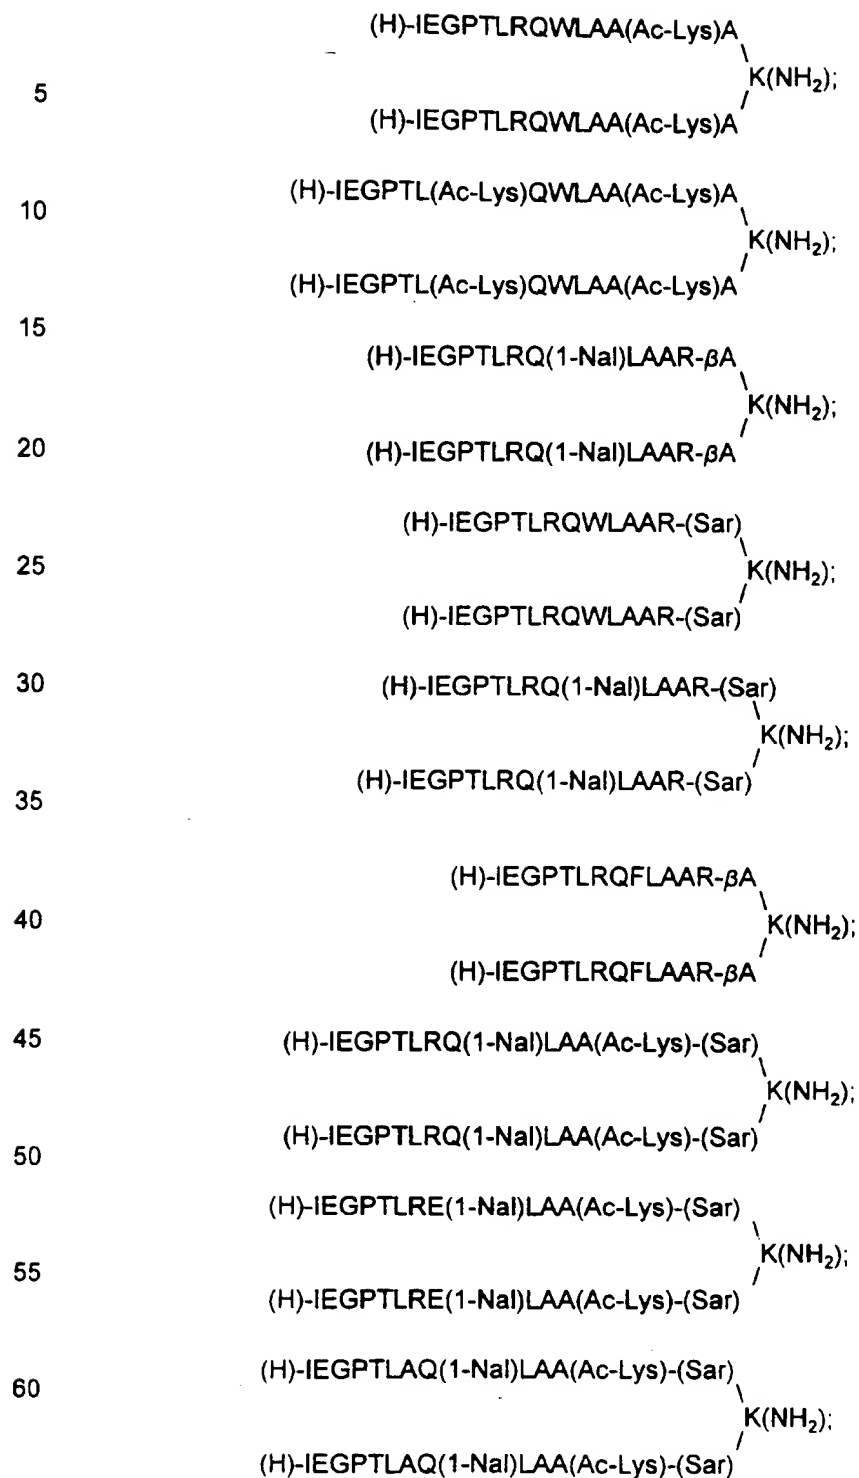 (H)-IEGPTLRQWLAA(Ac-Lys)A
K(NH₂);
5
(H)-IEGPTLRQWLAA(Ac-Lys)A
(H)-IEGPTL(Ac-Lys)QWLAA(Ac-Lys)A
10
K(NH₂);
(H)-IEGPTL(Ac-Lys)QWLAA(Ac-Lys)A
15
(H)-IEGPTLRQ(1-Nal)LAAR-βA
K(NH₂);
20
(H)-IEGPTLRQ(1-Nal)LAAR-βA
(H)-IEGPTLRQWLAAR-(Sar)
25
K(NH₂);
(H)-IEGPTLRQWLAAR-(Sar)
30
(H)-IEGPTLRQ(1-Nal)LAAR-(Sar)
K(NH₂);
(H)-IEGPTLRQ(1-Nal)LAAR-(Sar)
35
(H)-IEGPTLRQFLAAR-βA
40
K(NH₂);
(H)-IEGPTLRQFLAAR-βA
45
(H)-IEGPTLRQ(1-Nal)LAA(Ac-Lys)-(Sar)
K(NH₂);
(H)-IEGPTLRQ(1-Nal)LAA(Ac-Lys)-(Sar)
50
(H)-IEGPTLRE(1-Nal)LAA(Ac-Lys)-(Sar)
K(NH₂);
55
(H)-IEGPTLRE(1-Nal)LAA(Ac-Lys)-(Sar)
(H)-IEGPTLAQ(1-Nal)LAA(Ac-Lys)-(Sar)
60
K(NH₂);
(H)-IEGPTLAQ(1-Nal)LAA(Ac-Lys)-(Sar)